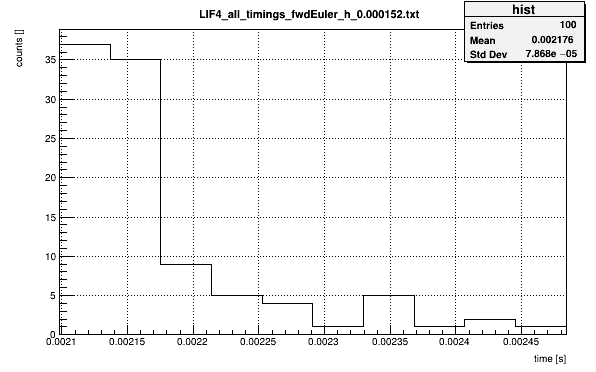 LIF4_all_timings_fwdEuler_h_0.000152.txt
hist
Entries 100
Mean 0.002176
Std Dev 7.868e −05
counts []
35
30
25
20
15
10
5
0
0.0021 0.00215 0.0022 0.00225 0.0023 0.00235 0.0024 0.00245
time [s]